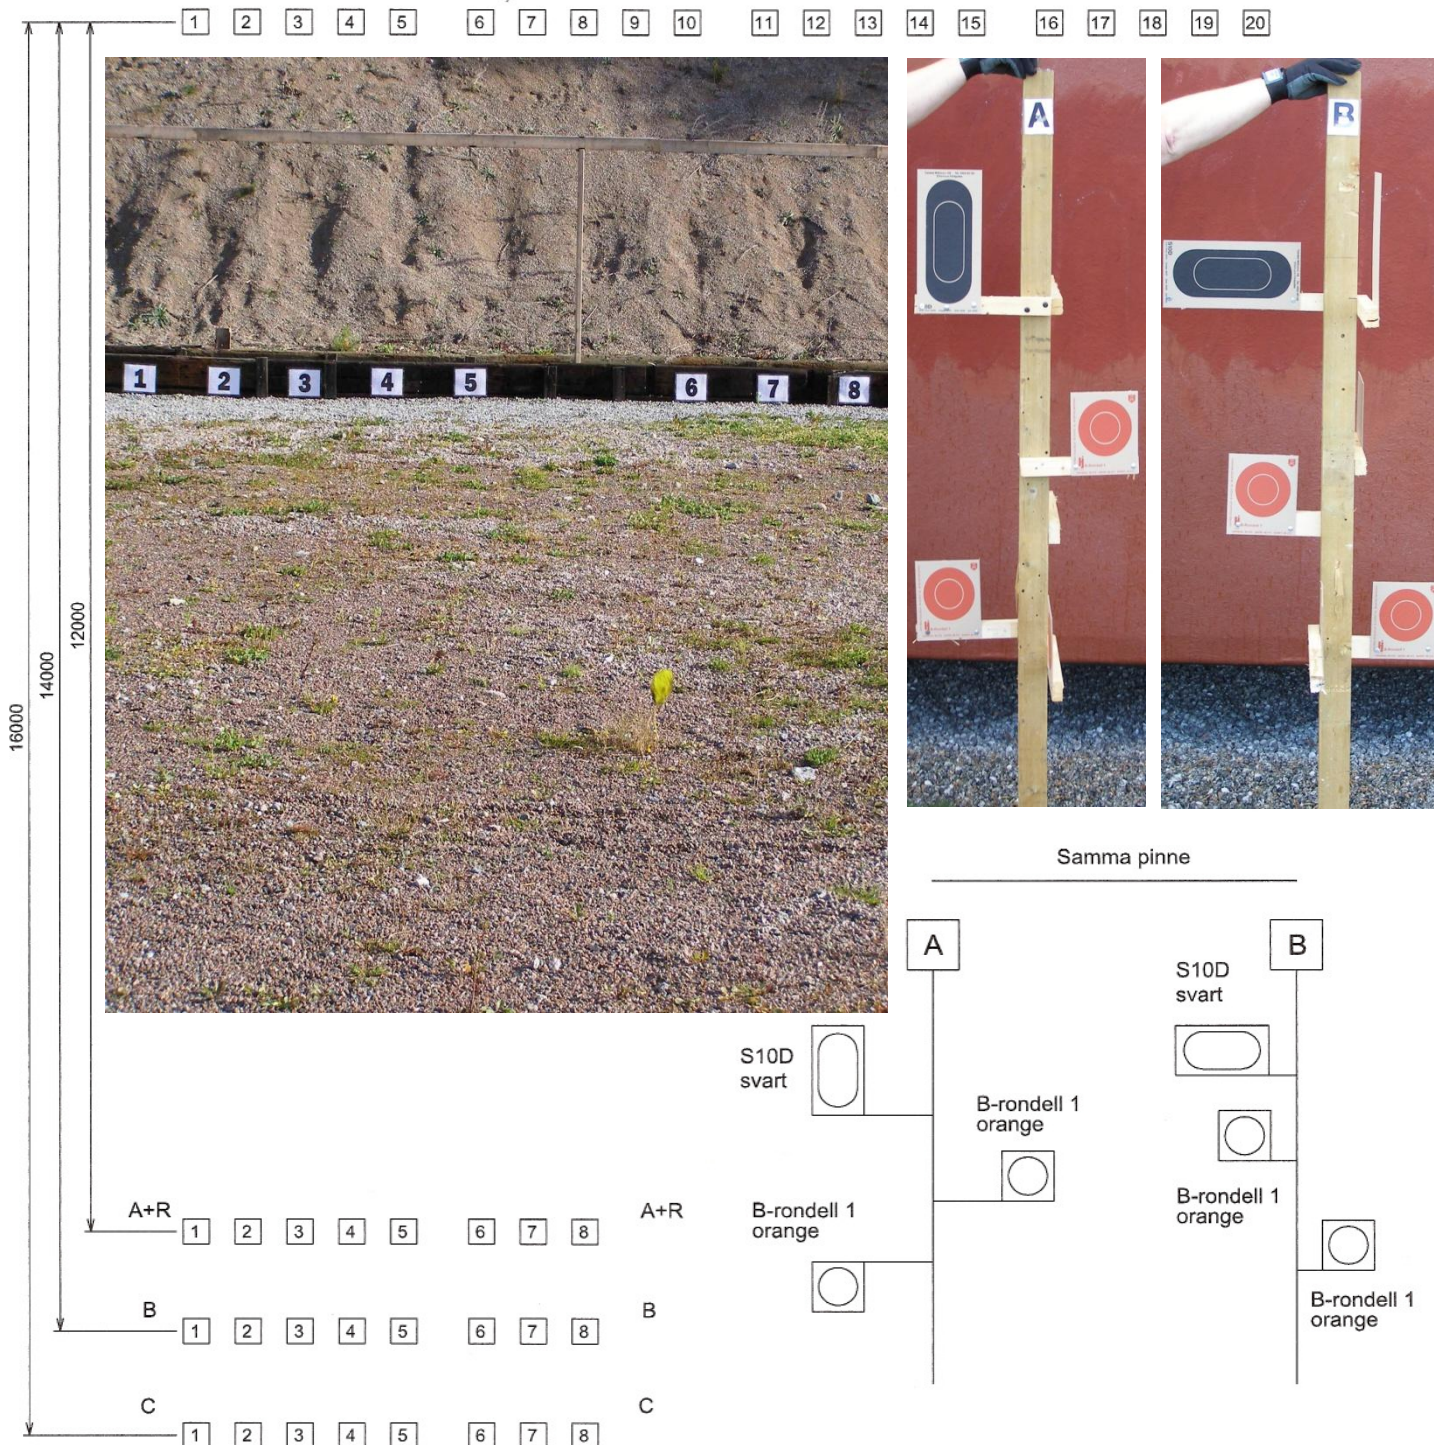 1 2 3 4 5 6 7 8 9 10 11 12 13 14 15 16 17 18 19 20
A
B
1 2 3 4 5 6 7 8
12000
14000
16000
Samma pinne
A
B
S10D
svart
S10D
svart
B-rondell 1
orange
B-rondell 1
orange
B-rondell 1
orange
B-rondell 1
orange
A+R
A+R
1 2 3 4 5 6 7 8
B
B
1 2 3 4 5 6 7 8
C
C
1 2 3 4 5 6 7 8